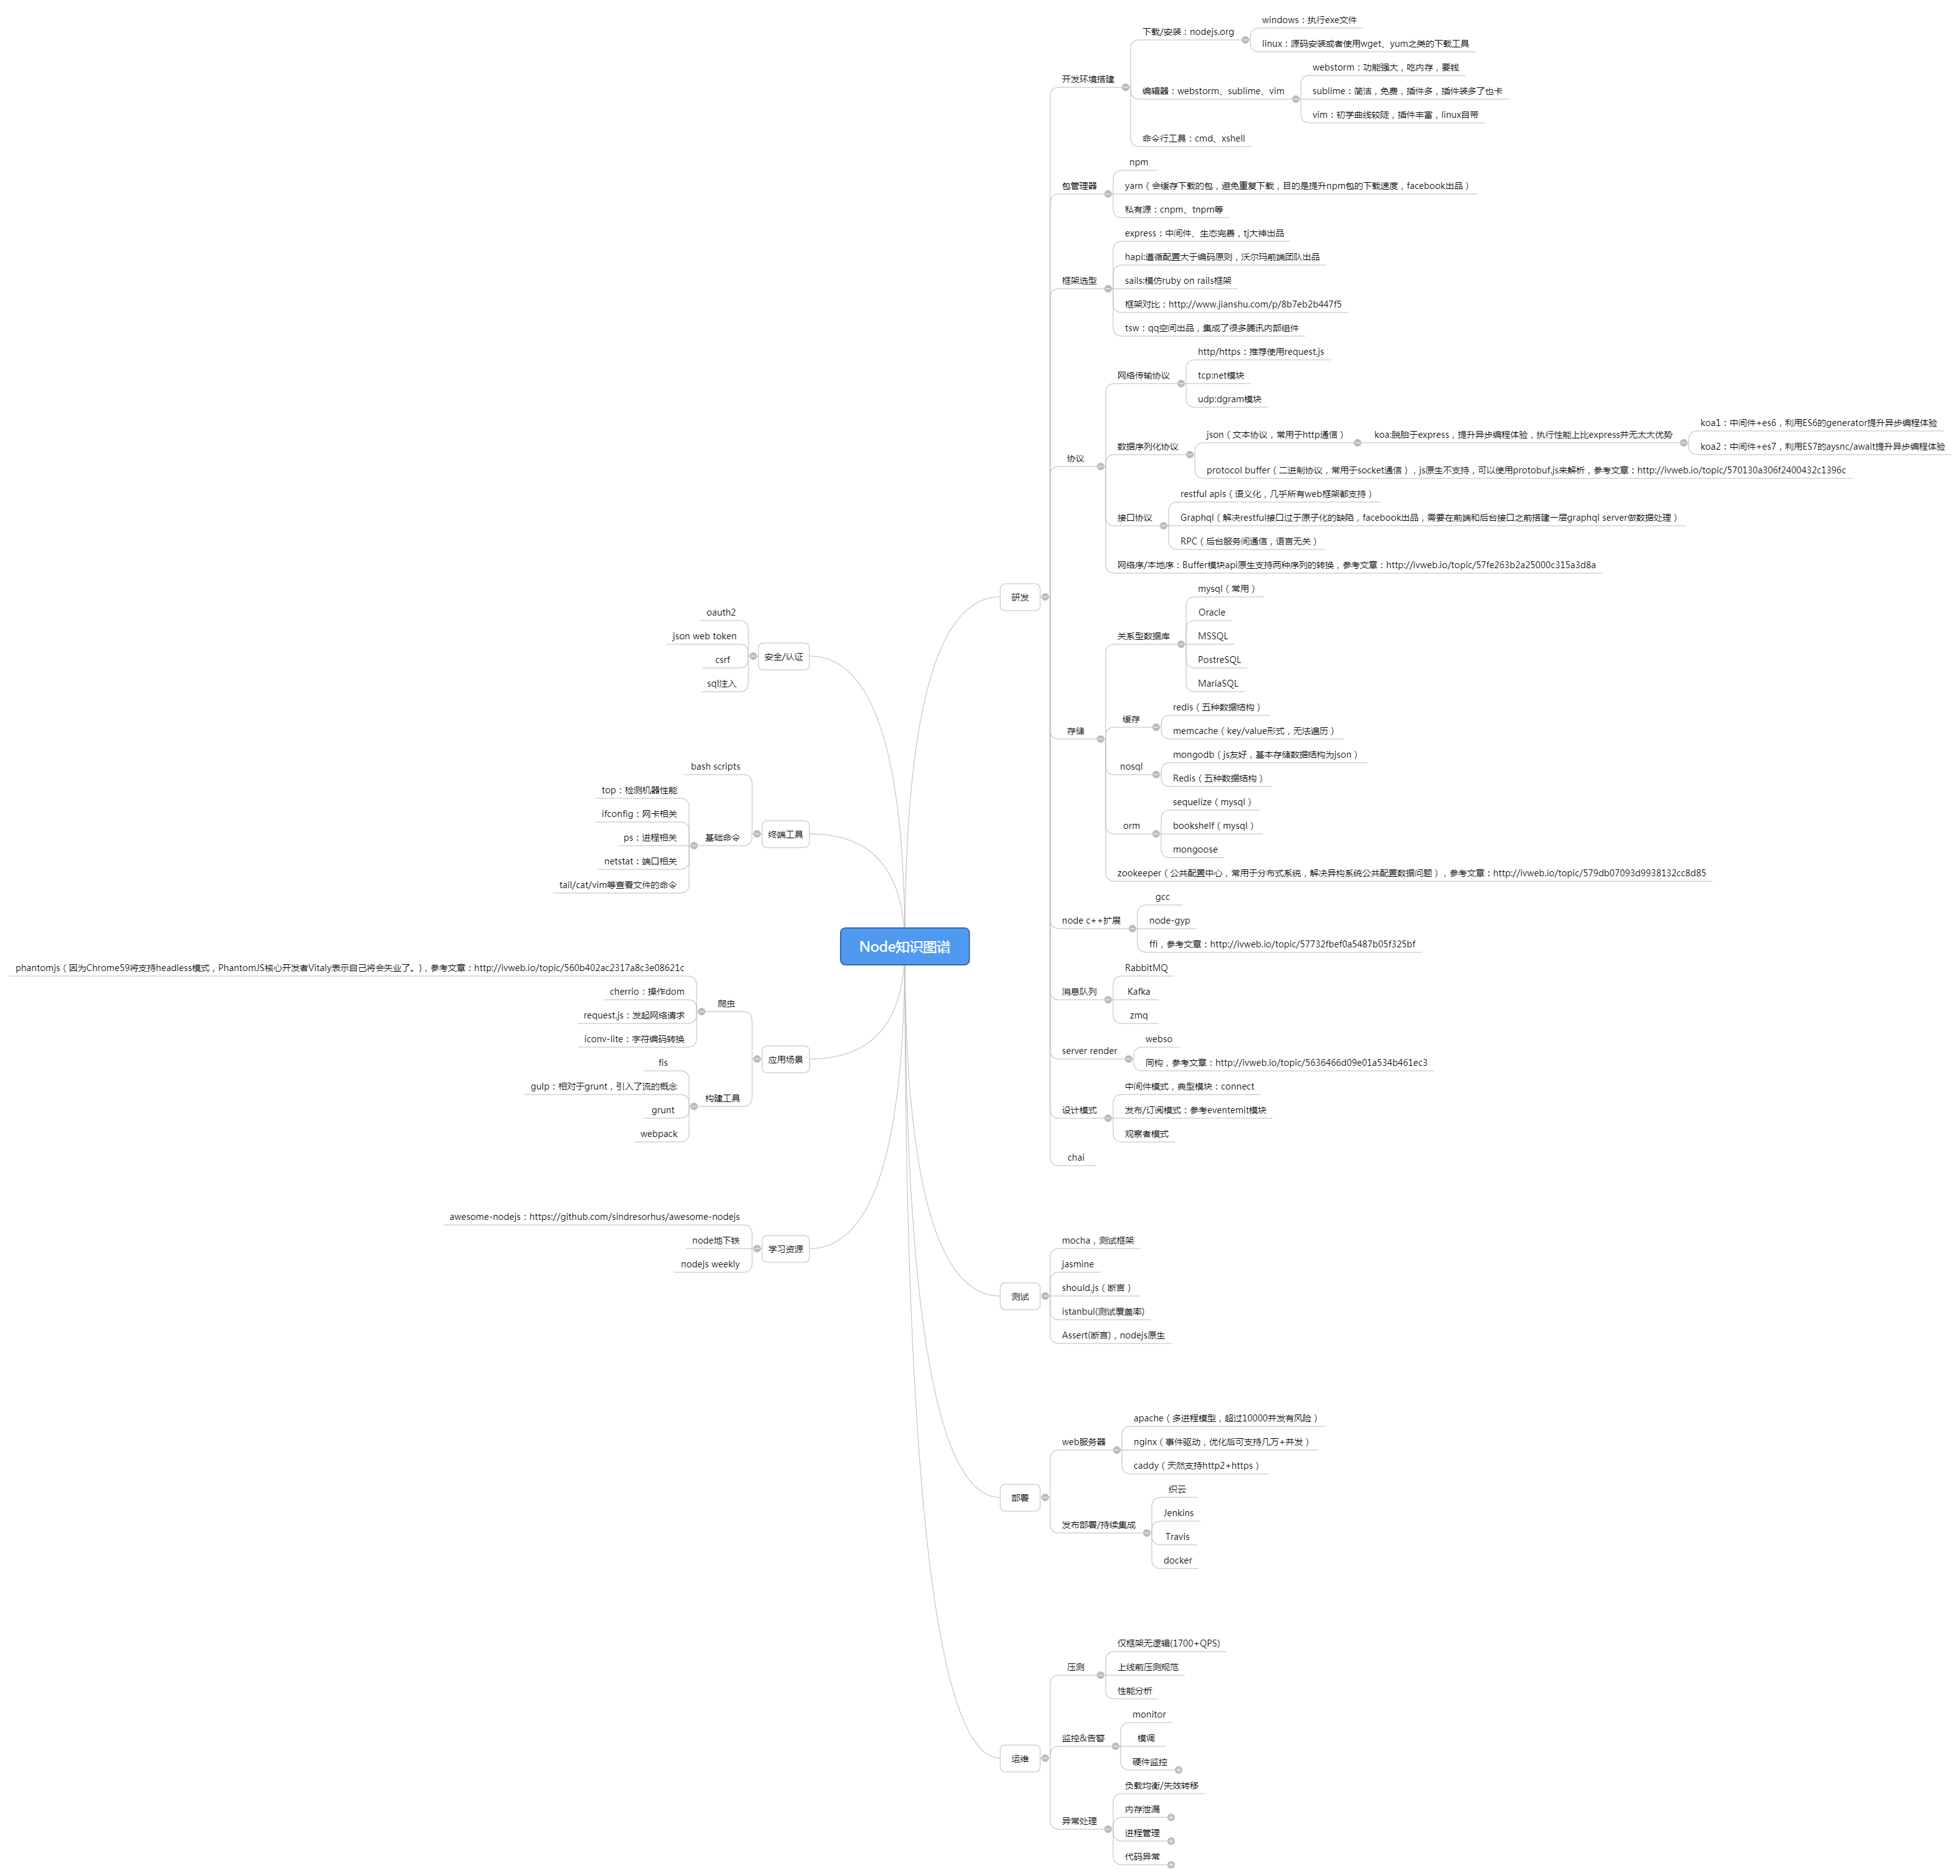 Node知识图谱
研发
开发环境搭建
下载/安装：nodejs.org
windows：执行exe文件
linux：源码安装或者使用wget、yum之类的下载工具
编辑器：webstorm、sublime、vim
webstorm：功能强大，吃内存，要钱
sublime：简洁，免费，插件多，插件装多了也卡
vim：初学曲线较陡，插件丰富，linux自带
命令行工具：cmd、xshell
包管理器
npm
yarn（会缓存下载的包，避免重复下载，目的是提升npm包的下载速度，facebook出品）
私有源：cnpm、tnpm等
框架选型
express：中间件、生态完善，tj大神出品
hapi:遵循配置大于编码原则，沃尔玛前端团队出品
sails:模仿ruby on rails框架
框架对比：http://www.jianshu.com/p/8b7eb2b447f5
tsw：qq空间出品，集成了很多腾讯内部组件
协议
网络传输协议
http/https：推荐使用request.js
tcp:net模块
udp:dgram模块
数据序列化协议
json（文本协议，常用于http通信）
koa:脱胎于express，提升异步编程体验，执行性能上比express并无太大优势
koa1：中间件+es6，利用ES6的generator提升异步编程体验
koa2：中间件+es7，利用ES7的aysnc/await提升异步编程体验
protocol buffer（二进制协议，常用于socket通信），js原生不支持，可以使用protobuf.js来解析，参考文章：http://ivweb.io/topic/570130a306f2400432c1396c
接口协议
restful apis（语义化，几乎所有web框架都支持）
Graphql（解决restful接口过于原子化的缺陷，facebook出品，需要在前端和后台接口之前搭建一层graphql server做数据处理）
RPC（后台服务间通信，语言无关）
网络序/本地序：Buffer模块api原生支持两种序列的转换，参考文章：http://ivweb.io/topic/57fe263b2a25000c315a3d8a
存储
关系型数据库
mysql（常用）
Oracle
MSSQL
PostreSQL
MariaSQL
缓存
redis（五种数据结构）
memcache（key/value形式，无法遍历）
nosql
mongodb（js友好，基本存储数据结构为json）
Redis（五种数据结构）
orm
sequelize（mysql）
bookshelf（mysql）
mongoose
zookeeper（公共配置中心，常用于分布式系统，解决异构系统公共配置数据问题），参考文章：http://ivweb.io/topic/579db07093d9938132cc8d85
node c++扩展
gcc
node-gyp
ffi，参考文章：http://ivweb.io/topic/57732fbef0a5487b05f325bf
消息队列
RabbitMQ
Kafka
zmq
server render
webso
同构，参考文章：http://ivweb.io/topic/5636466d09e01a534b461ec3
设计模式
中间件模式，典型模块：connect
发布/订阅模式：参考eventemit模块
观察者模式
chai
测试
mocha，测试框架
jasmine
should.js（断言）
istanbul(测试覆盖率)
Assert(断言)，nodejs原生
部署
web服务器
apache（多进程模型，超过10000并发有风险）
nginx（事件驱动，优化后可支持几万+并发）
caddy（天然支持http2+https）
发布部署/持续集成
织云
Jenkins
Travis
docker
运维
压测
仅框架无逻辑(1700+QPS)
上线前压测规范
性能分析
监控&告警
monitor
模调
硬件监控
异常处理
负载均衡/失效转移
内存泄漏
进程管理
代码异常
安全/认证
oauth2
json web token
csrf
sql注入
终端工具
bash scripts
基础命令
top：检测机器性能
ifconfig：网卡相关
ps：进程相关
netstat：端口相关
tail/cat/vim等查看文件的命令
应用场景
爬虫
phantomjs（因为Chrome59将支持headless模式，PhantomJS核心开发者Vitaly表示自己将会失业了。)，参考文章：http://ivweb.io/topic/560b402ac2317a8c3e08621c
cherrio：操作dom
request.js：发起网络请求
iconv-lite：字符编码转换
构建工具
fis
gulp：相对于grunt，引入了流的概念
grunt
webpack
学习资源
awesome-nodejs：https://github.com/sindresorhus/awesome-nodejs
node地下铁
nodejs weekly